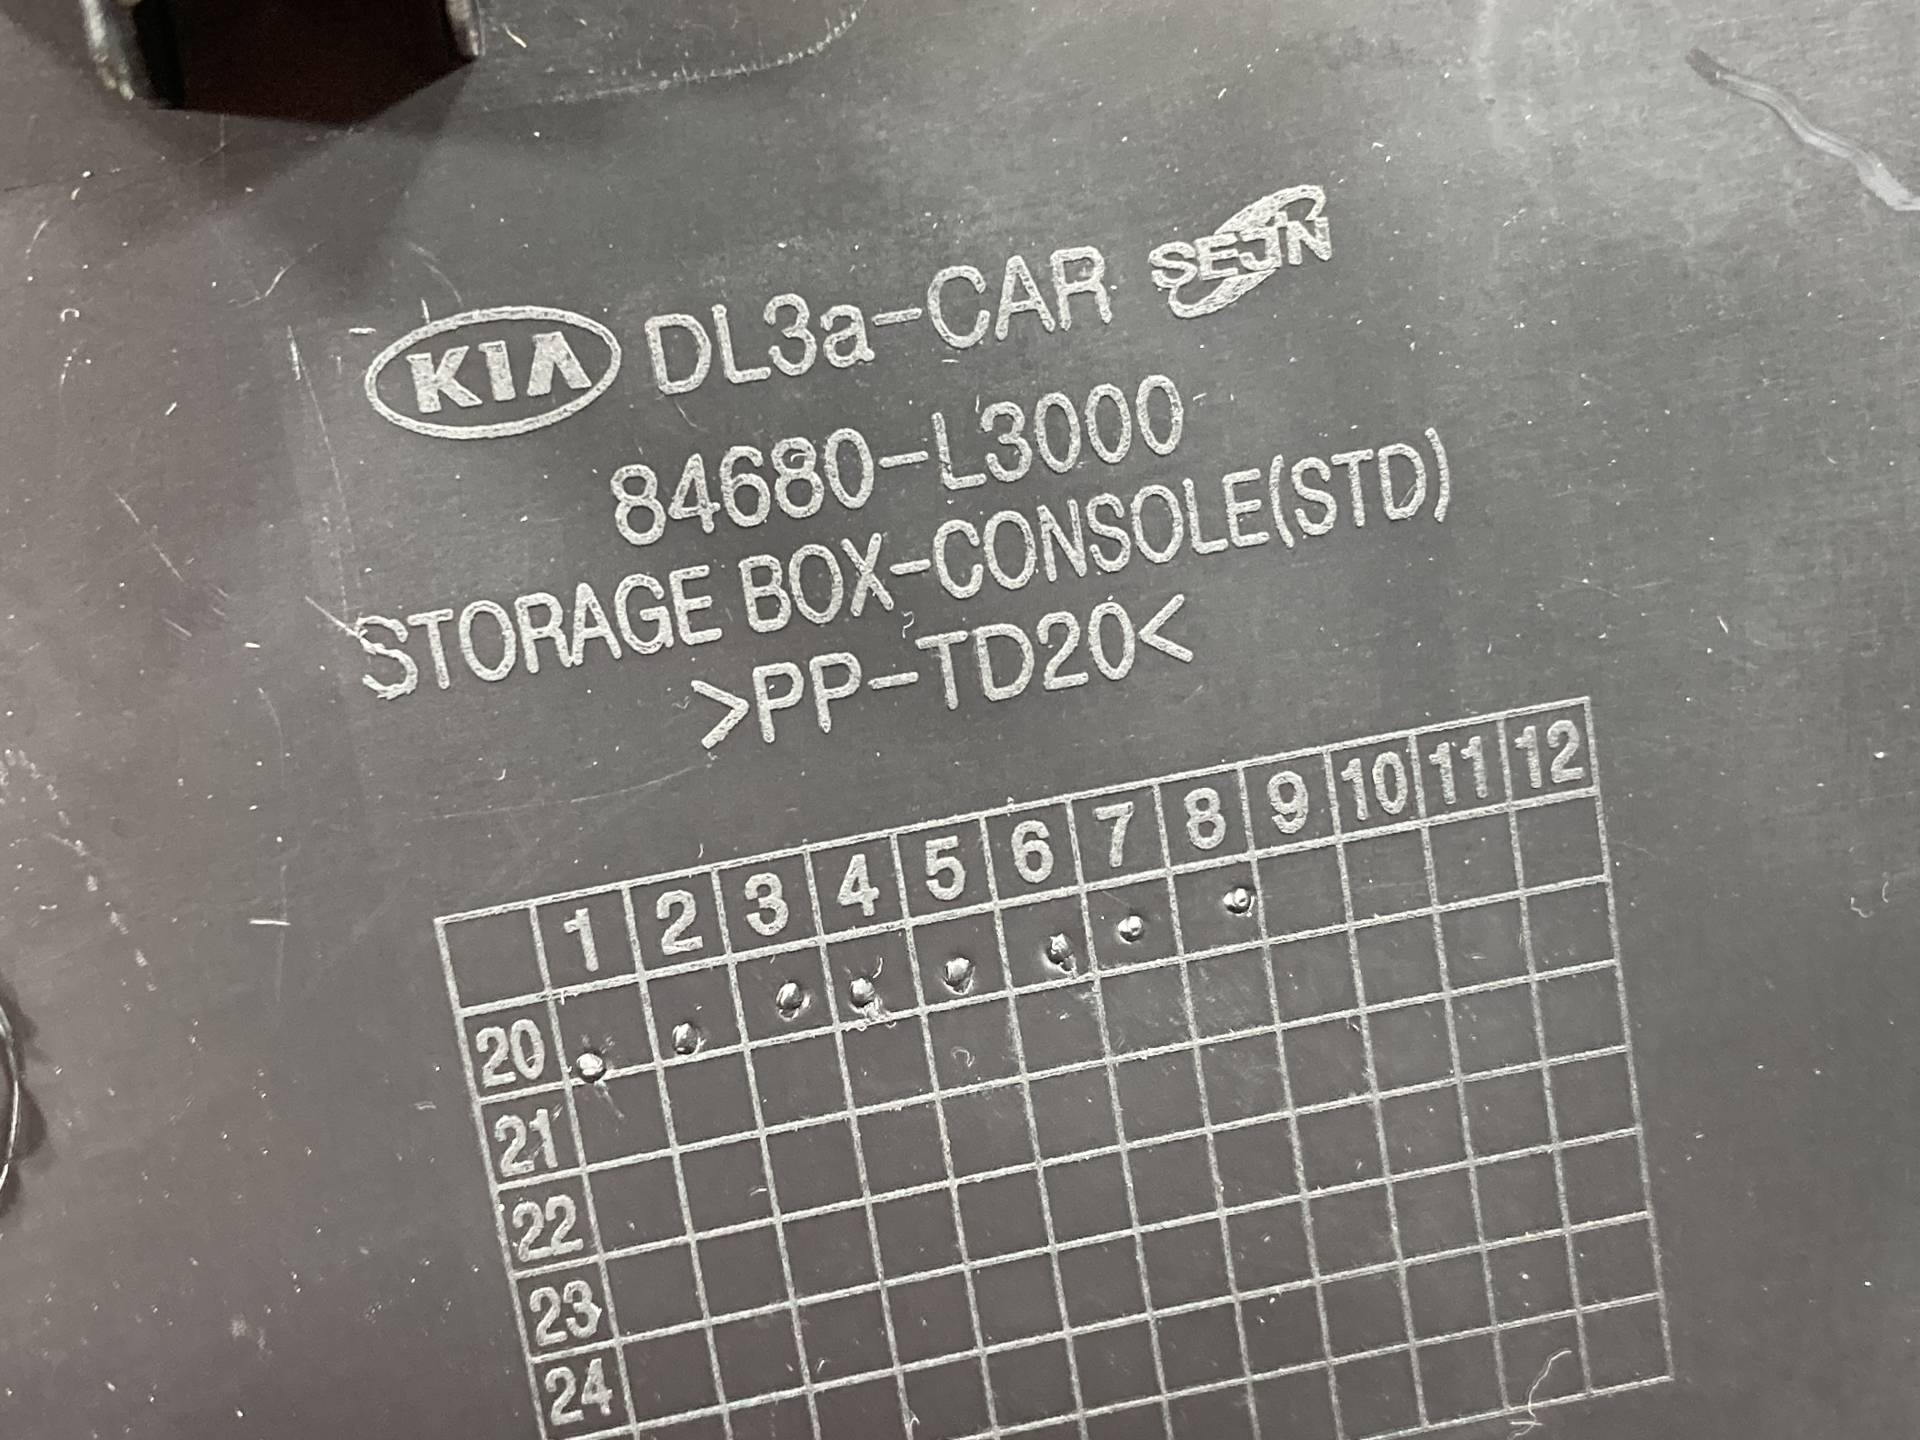 KIA DL3a-CAR SEJIN
84680-L3000
STORAGE BOX-CONSOLE(STD)
>PP-TD20<
1 2 3 4 5 6 7 8 9 10 11 12
20
21
22
23
24